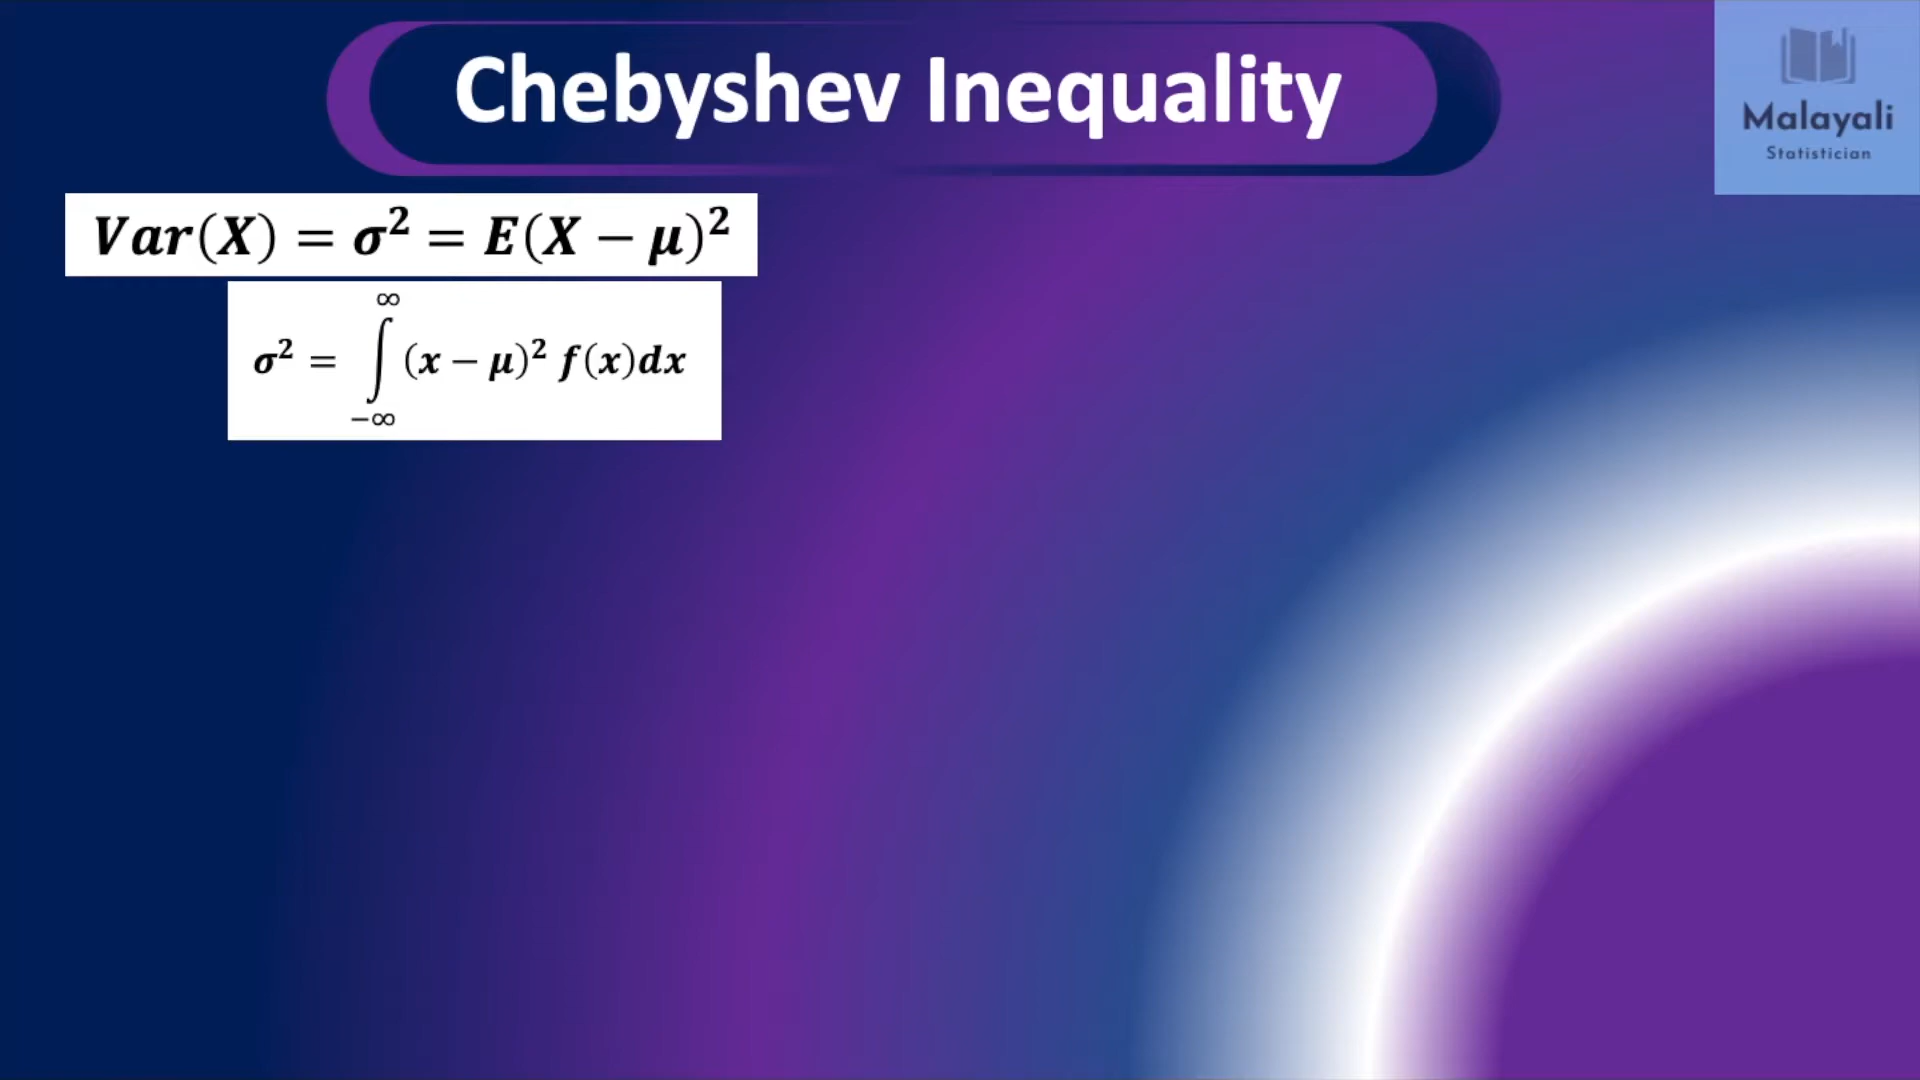 Chebyshev Inequality
Malayali
Statistician
Var(X) = σ² = E(X − μ)²
σ² = ∫_{−∞}^{∞} (x − μ)² f(x)dx